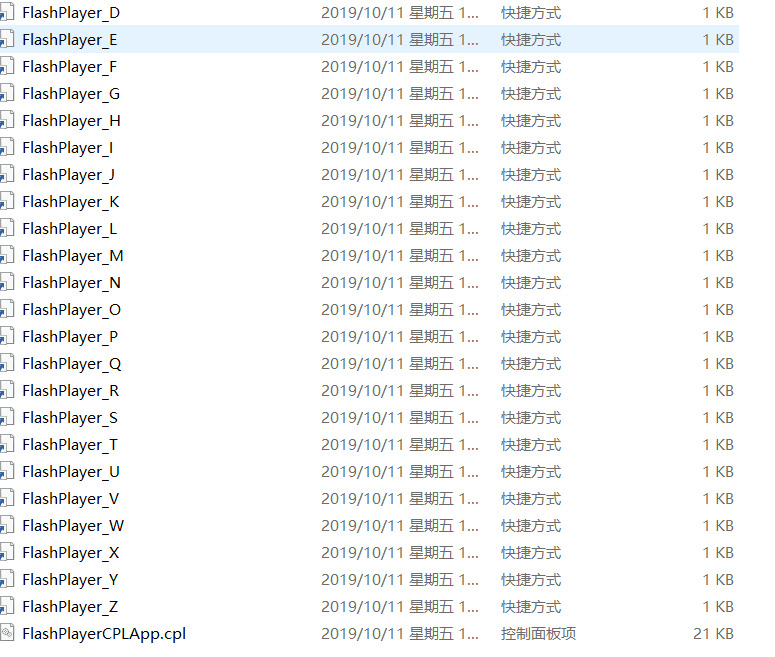 FlashPlayer_D 2019/10/11 星期五 1... 快捷方式 1 KB
FlashPlayer_E 2019/10/11 星期五 1... 快捷方式 1 KB
FlashPlayer_F 2019/10/11 星期五 1... 快捷方式 1 KB
FlashPlayer_G 2019/10/11 星期五 1... 快捷方式 1 KB
FlashPlayer_H 2019/10/11 星期五 1... 快捷方式 1 KB
FlashPlayer_I 2019/10/11 星期五 1... 快捷方式 1 KB
FlashPlayer_J 2019/10/11 星期五 1... 快捷方式 1 KB
FlashPlayer_K 2019/10/11 星期五 1... 快捷方式 1 KB
FlashPlayer_L 2019/10/11 星期五 1... 快捷方式 1 KB
FlashPlayer_M 2019/10/11 星期五 1... 快捷方式 1 KB
FlashPlayer_N 2019/10/11 星期五 1... 快捷方式 1 KB
FlashPlayer_O 2019/10/11 星期五 1... 快捷方式 1 KB
FlashPlayer_P 2019/10/11 星期五 1... 快捷方式 1 KB
FlashPlayer_Q 2019/10/11 星期五 1... 快捷方式 1 KB
FlashPlayer_R 2019/10/11 星期五 1... 快捷方式 1 KB
FlashPlayer_S 2019/10/11 星期五 1... 快捷方式 1 KB
FlashPlayer_T 2019/10/11 星期五 1... 快捷方式 1 KB
FlashPlayer_U 2019/10/11 星期五 1... 快捷方式 1 KB
FlashPlayer_V 2019/10/11 星期五 1... 快捷方式 1 KB
FlashPlayer_W 2019/10/11 星期五 1... 快捷方式 1 KB
FlashPlayer_X 2019/10/11 星期五 1... 快捷方式 1 KB
FlashPlayer_Y 2019/10/11 星期五 1... 快捷方式 1 KB
FlashPlayer_Z 2019/10/11 星期五 1... 快捷方式 1 KB
FlashPlayerCPLApp.cpl 2019/10/11 星期五 1... 控制面板项 21 KB